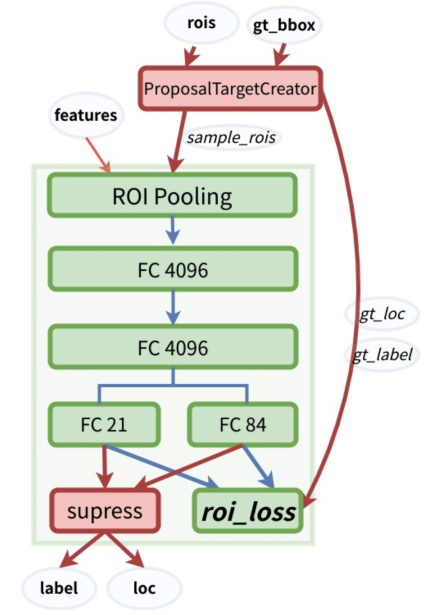 rois
gt_bbox
ProposalTargetCreator
features
sample_rois
ROI Pooling
FC 4096
FC 4096
gt_loc
gt_label
FC 21
FC 84
supress
roi_loss
label
loc